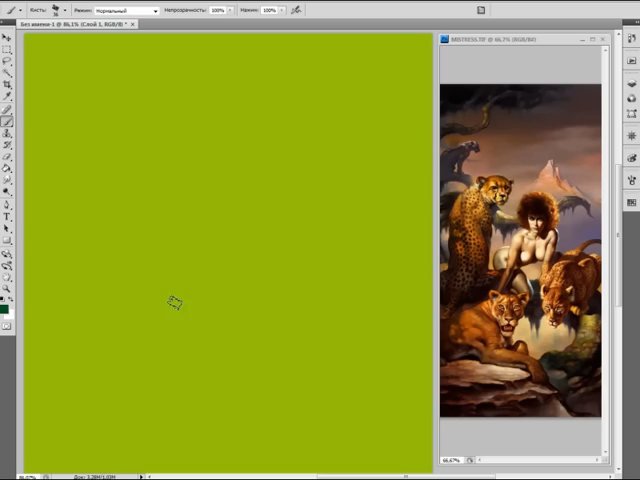 Кисть: Режим: Нормальный Непрозрачность: 100% Нажим: 100%
Без имени-1 @ 86,1% (Слой 1, RGB/8) * ×
MISTRESS.TIF @ 66,7% (RGB/8#)
66,67%
Док: 3,28M/1,03M